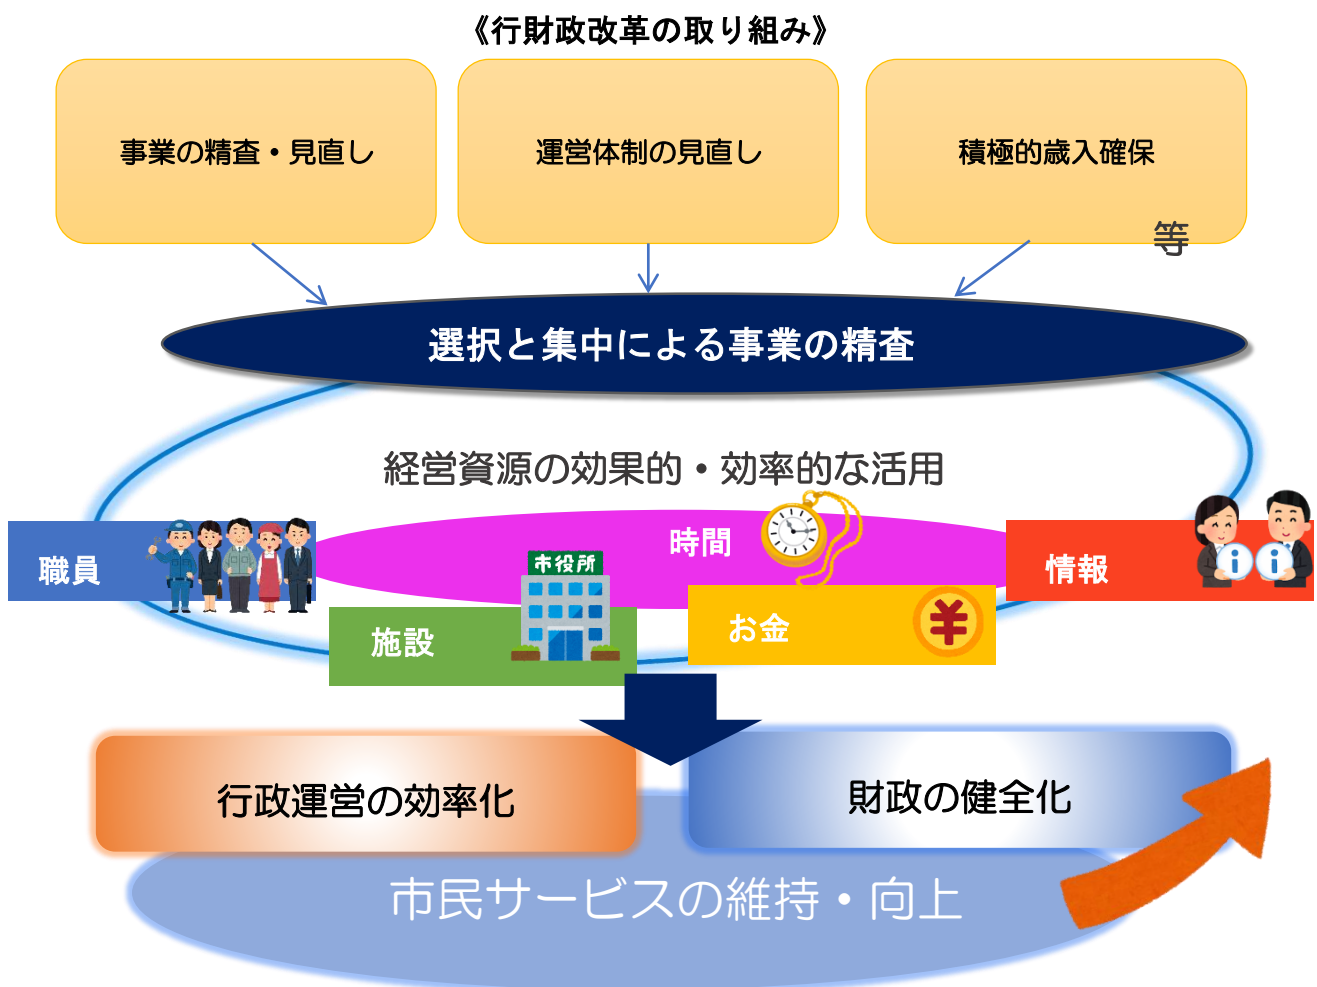 《行財政改革の取り組み》
事業の精査・見直し
運営体制の見直し
積極的歳入確保
等
選択と集中による事業の精査
経営資源の効果的・効率的な活用
時間
市役所
職員
情報
施設
お金
¥
行政運営の効率化
財政の健全化
市民サービスの維持・向上